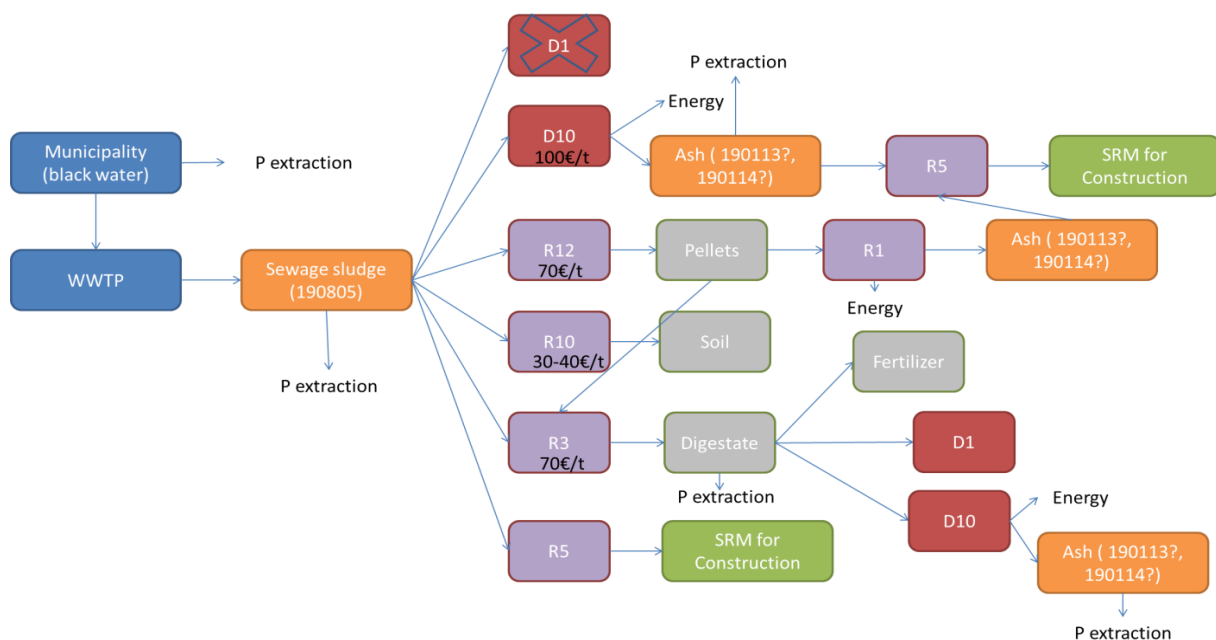 D1
P extraction
Energy
D10
100€/t
Municipality
(black water)
P extraction
Ash ( 190113?,
190114?)
R5
SRM for
Construction
WWTP
Sewage sludge
(190805)
R12
70€/t
Pellets
R1
Ash ( 190113?,
190114?)
Energy
P extraction
R10
30-40€/t
Soil
Fertilizer
R3
70€/t
Digestate
P extraction
D1
D10
Energy
R5
SRM for
Construction
Ash ( 190113?,
190114?)
P extraction